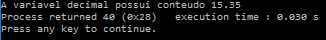 A variavel decimal possui conteudo 15.35
Process returned 40 (0x28)   execution time : 0.030 s
Press any key to continue.